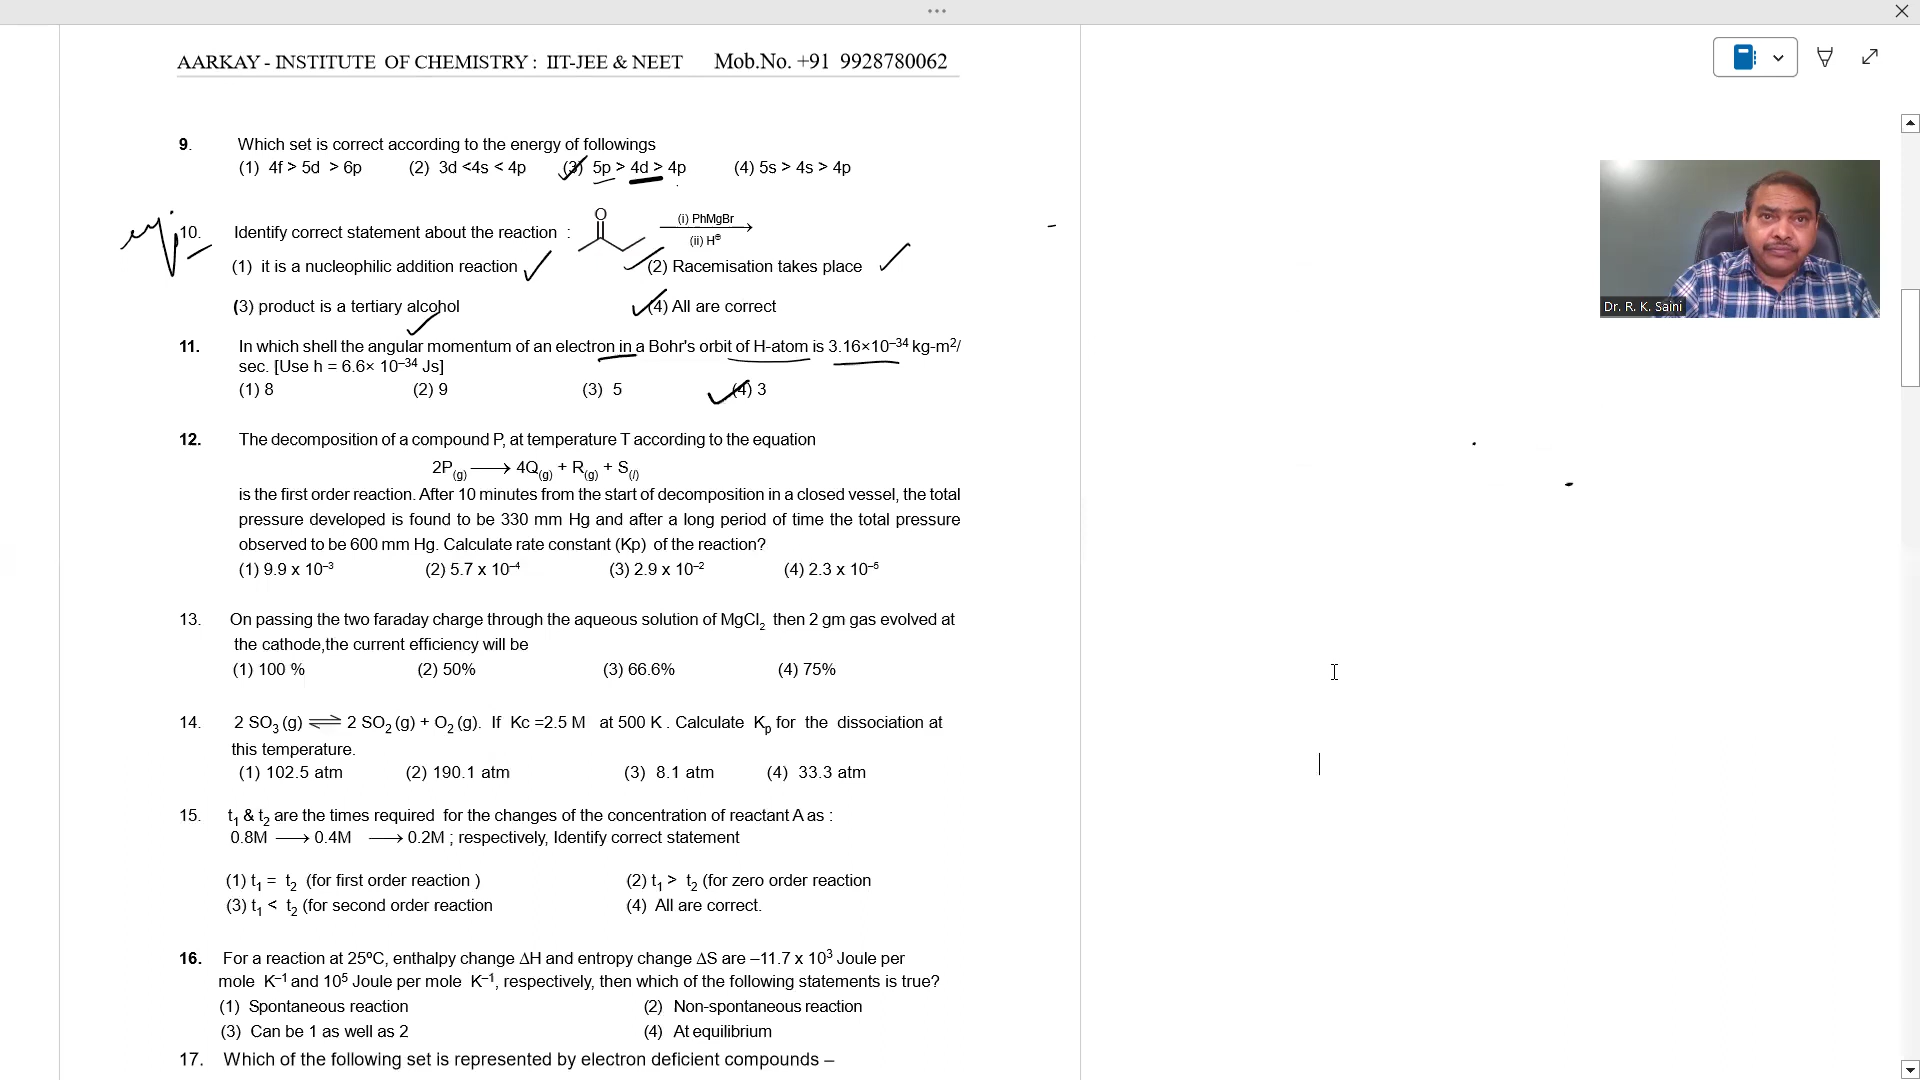 AARKAY - INSTITUTE OF CHEMISTRY : IIT-JEE & NEET Mob.No. +91 9928780062
9. Which set is correct according to the energy of followings
(1) 4f > 5d > 6p (2) 3d <4s < 4p (3) 5p > 4d > 4p (4) 5s > 4s > 4p
10. Identify correct statement about the reaction : O (i) PhMgBr
(ii) H⊕
(1) it is a nucleophilic addition reaction (2) Racemisation takes place
(3) product is a tertiary alcohol (4) All are correct
11. In which shell the angular momentum of an electron in a Bohr's orbit of H-atom is 3.16×10⁻³⁴ kg-m²/
sec. [Use h = 6.6× 10⁻³⁴ Js]
(1) 8 (2) 9 (3) 5 (4) 3
12. The decomposition of a compound P, at temperature T according to the equation
2P(g) ⟶ 4Q(g) + R(g) + S(l)
is the first order reaction. After 10 minutes from the start of decomposition in a closed vessel, the total
pressure developed is found to be 330 mm Hg and after a long period of time the total pressure
observed to be 600 mm Hg. Calculate rate constant (Kp) of the reaction?
(1) 9.9 x 10⁻³ (2) 5.7 x 10⁻⁴ (3) 2.9 x 10⁻² (4) 2.3 x 10⁻⁵
13. On passing the two faraday charge through the aqueous solution of MgCl₂ then 2 gm gas evolved at
the cathode,the current efficiency will be
(1) 100 % (2) 50% (3) 66.6% (4) 75%
14. 2 SO₃ (g) ⇌ 2 SO₂ (g) + O₂ (g). If Kc =2.5 M at 500 K . Calculate Kₚ for the dissociation at
this temperature.
(1) 102.5 atm (2) 190.1 atm (3) 8.1 atm (4) 33.3 atm
15. t₁ & t₂ are the times required for the changes of the concentration of reactant A as :
0.8M ⟶ 0.4M ⟶ 0.2M ; respectively, Identify correct statement
(1) t₁ = t₂ (for first order reaction ) (2) t₁ > t₂ (for zero order reaction
(3) t₁ < t₂ (for second order reaction (4) All are correct.
16. For a reaction at 25ºC, enthalpy change ΔH and entropy change ΔS are –11.7 x 10³ Joule per
mole K⁻¹ and 10⁵ Joule per mole K⁻¹, respectively, then which of the following statements is true?
(1) Spontaneous reaction (2) Non-spontaneous reaction
(3) Can be 1 as well as 2 (4) At equilibrium
17. Which of the following set is represented by electron deficient compounds –
Dr. R. K. Saini